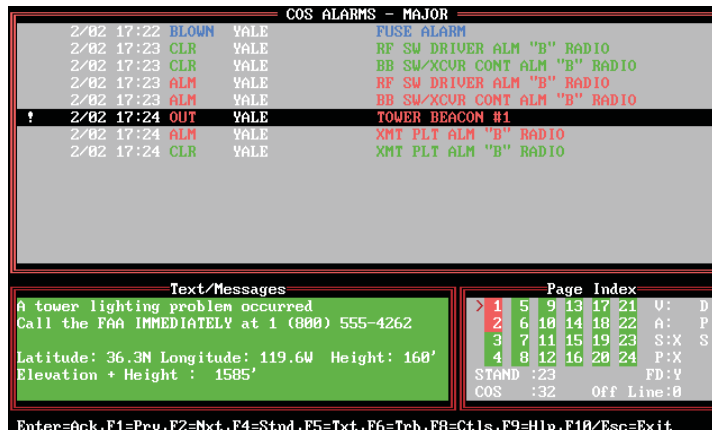 COS ALARMS - MAJOR
2/02 17:22 BLOWN YALE FUSE ALARM
2/02 17:23 CLR YALE RF SW DRIVER ALM "B" RADIO
2/02 17:23 CLR YALE BB SW/XCVR CONT ALM "B" RADIO
2/02 17:23 ALM YALE RF SW DRIVER ALM "B" RADIO
2/02 17:23 ALM YALE BB SW/XCVR CONT ALM "B" RADIO
! 2/02 17:24 OUT YALE TOWER BEACON #1
2/02 17:24 ALM YALE XMT PLT ALM "B" RADIO
2/02 17:24 CLR YALE XMT PLT ALM "B" RADIO
Text/Messages
A tower lighting problem occurred
Call the FAA IMMEDIATELY at 1 (800) 555-4262
Latitude: 36.3N Longitude: 119.6W Height: 160'
Elevation + Height : 1585'
Page Index
> 1 5 9 13 17 21 V: D
2 6 10 14 18 22 A: P
3 7 11 15 19 23 S:X S
4 8 12 16 20 24 P:X
STAND :23 FD:Y
COS :32 Off Line:0
Enter=Ack,F1=Prv,F2=Nxt,F4=Stnd,F5=Txt,F6=Trb,F8=Ctls,F9=Hlp,F10/Esc=Exit